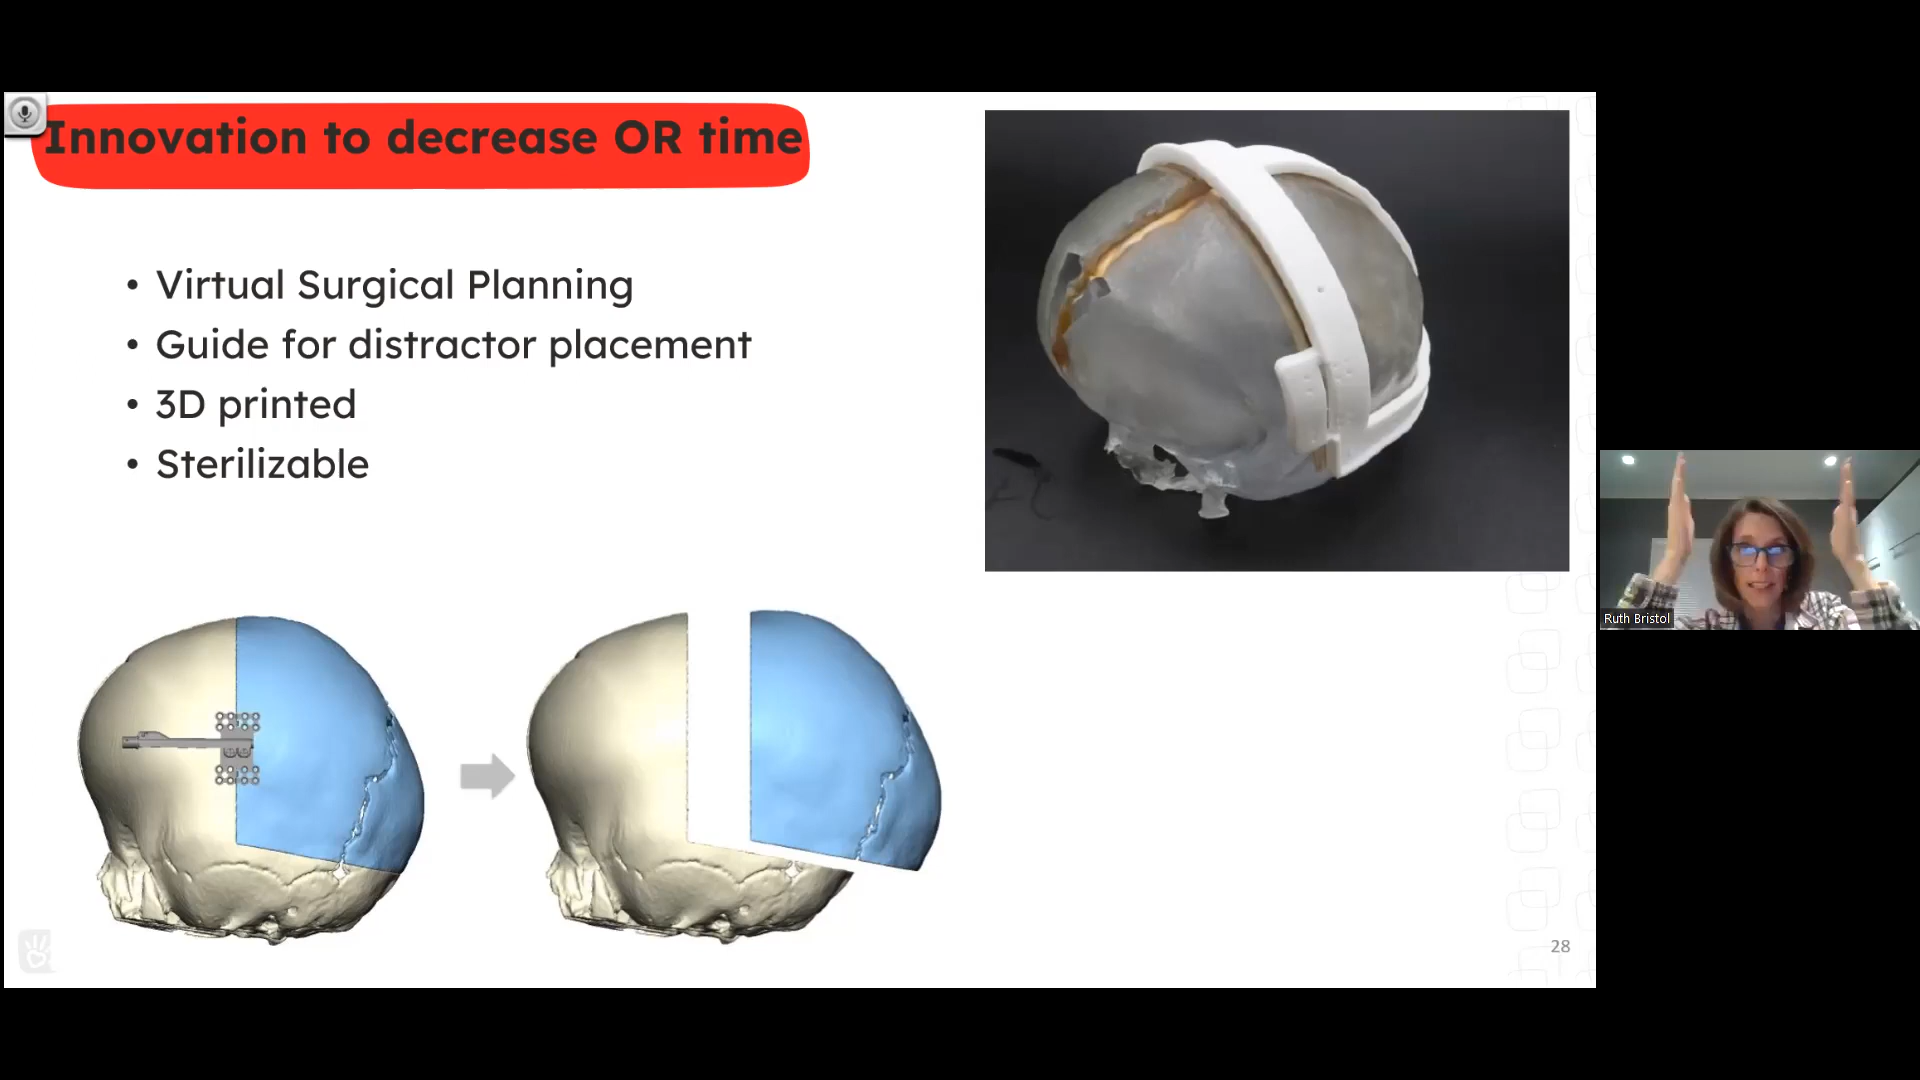 Innovation to decrease OR time
• Virtual Surgical Planning
• Guide for distractor placement
• 3D printed
• Sterilizable
Ruth Bristol
28